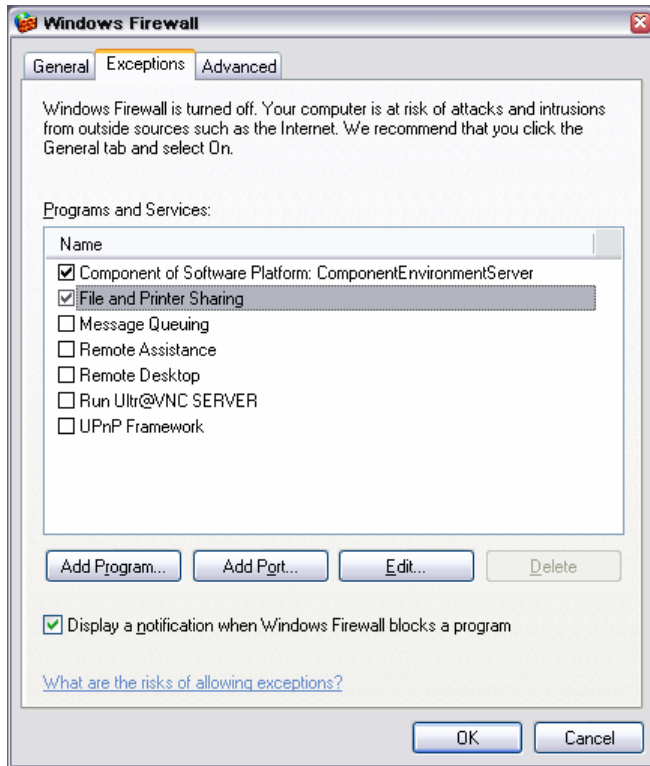 Windows Firewall
General Exceptions Advanced
Windows Firewall is turned off. Your computer is at risk of attacks and intrusions
from outside sources such as the Internet. We recommend that you click the
General tab and select On.
Programs and Services:
Name
Component of Software Platform: ComponentEnvironmentServer
File and Printer Sharing
Message Queuing
Remote Assistance
Remote Desktop
Run Ultr@VNC SERVER
UPnP Framework
Add Program... Add Port... Edit... Delete
Display a notification when Windows Firewall blocks a program
What are the risks of allowing exceptions?
OK Cancel